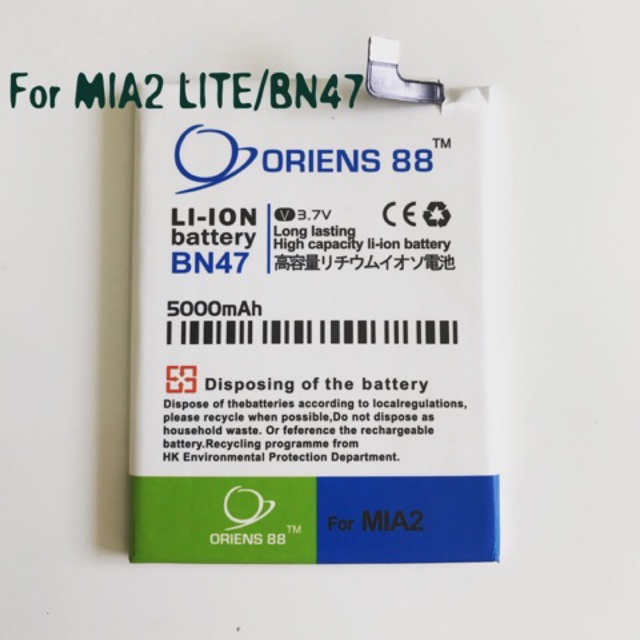 For MIA2 LITE/BN47
ORIENS 88™
LI-ION
battery
BN47
V 3.7V
Long lasting
High capacity li-ion battery
高容量リチウムイオソ電池
5000mAh
Disposing of the battery
Dispose of thebatteries according to localregulations,
please recycle when possible,Do not dispose as
household waste. Or reference the rechargeable
battery.Recycling programme from
HK Environmental Protection Department.
ORIENS 88™
For MIA2